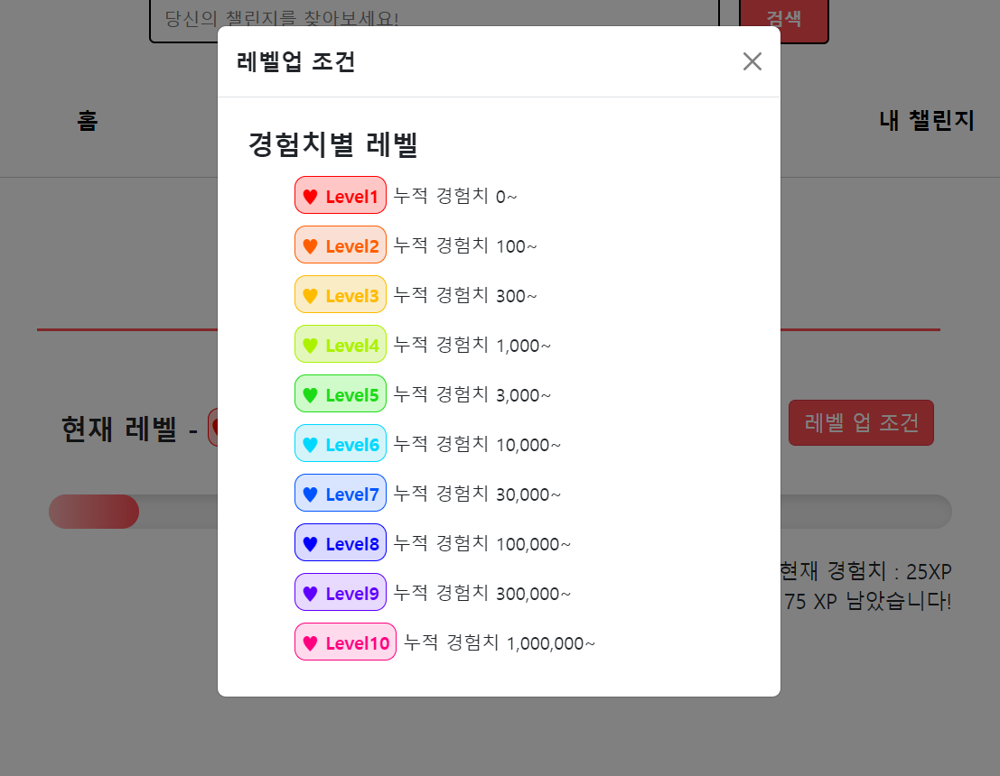 당신의 챌린지를 찾아보세요!
검색
레벨업 조건
홈
내 챌린지
경험치별 레벨
♥ Level1 누적 경험치 0~
♥ Level2 누적 경험치 100~
♥ Level3 누적 경험치 300~
♥ Level4 누적 경험치 1,000~
♥ Level5 누적 경험치 3,000~
♥ Level6 누적 경험치 10,000~
♥ Level7 누적 경험치 30,000~
♥ Level8 누적 경험치 100,000~
♥ Level9 누적 경험치 300,000~
♥ Level10 누적 경험치 1,000,000~
현재 레벨 -
레벨 업 조건
현재 경험치 : 25XP
75 XP 남았습니다!